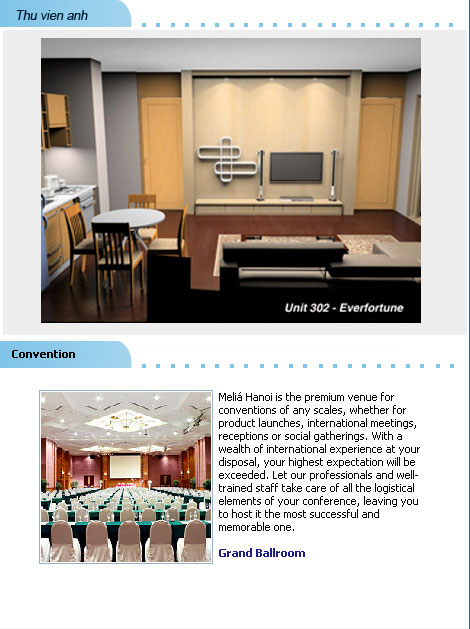 Thu vien anh
Unit 302 - Everfortune
Convention
Meliá Hanoi is the premium venue for
conventions of any scales, whether for
product launches, international meetings,
receptions or social gatherings. With a
wealth of international experience at your
disposal, your highest expectation will be
exceeded. Let our professionals and well-
trained staff take care of all the logistical
elements of your conference, leaving you
to host it the most successful and
memorable one.
Grand Ballroom